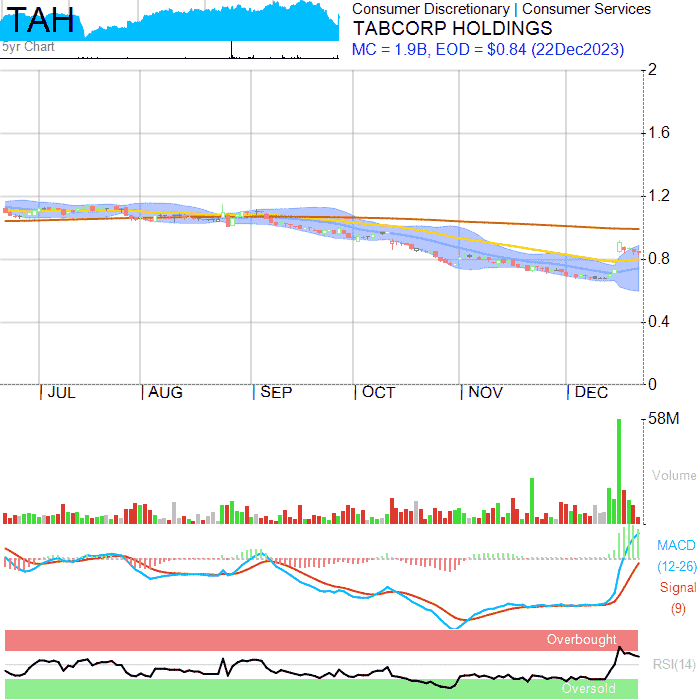 TAH
5yr Chart
Consumer Discretionary | Consumer Services
TABCORP HOLDINGS
MC = 1.9B, EOD = $0.84 (22Dec2023)
2
1.6
1.2
0.8
0.4
0
| JUL | AUG | SEP | OCT | NOV | DEC
58M
Volume
MACD
(12-26)
Signal
(9)
Overbought
RSI(14)
Oversold